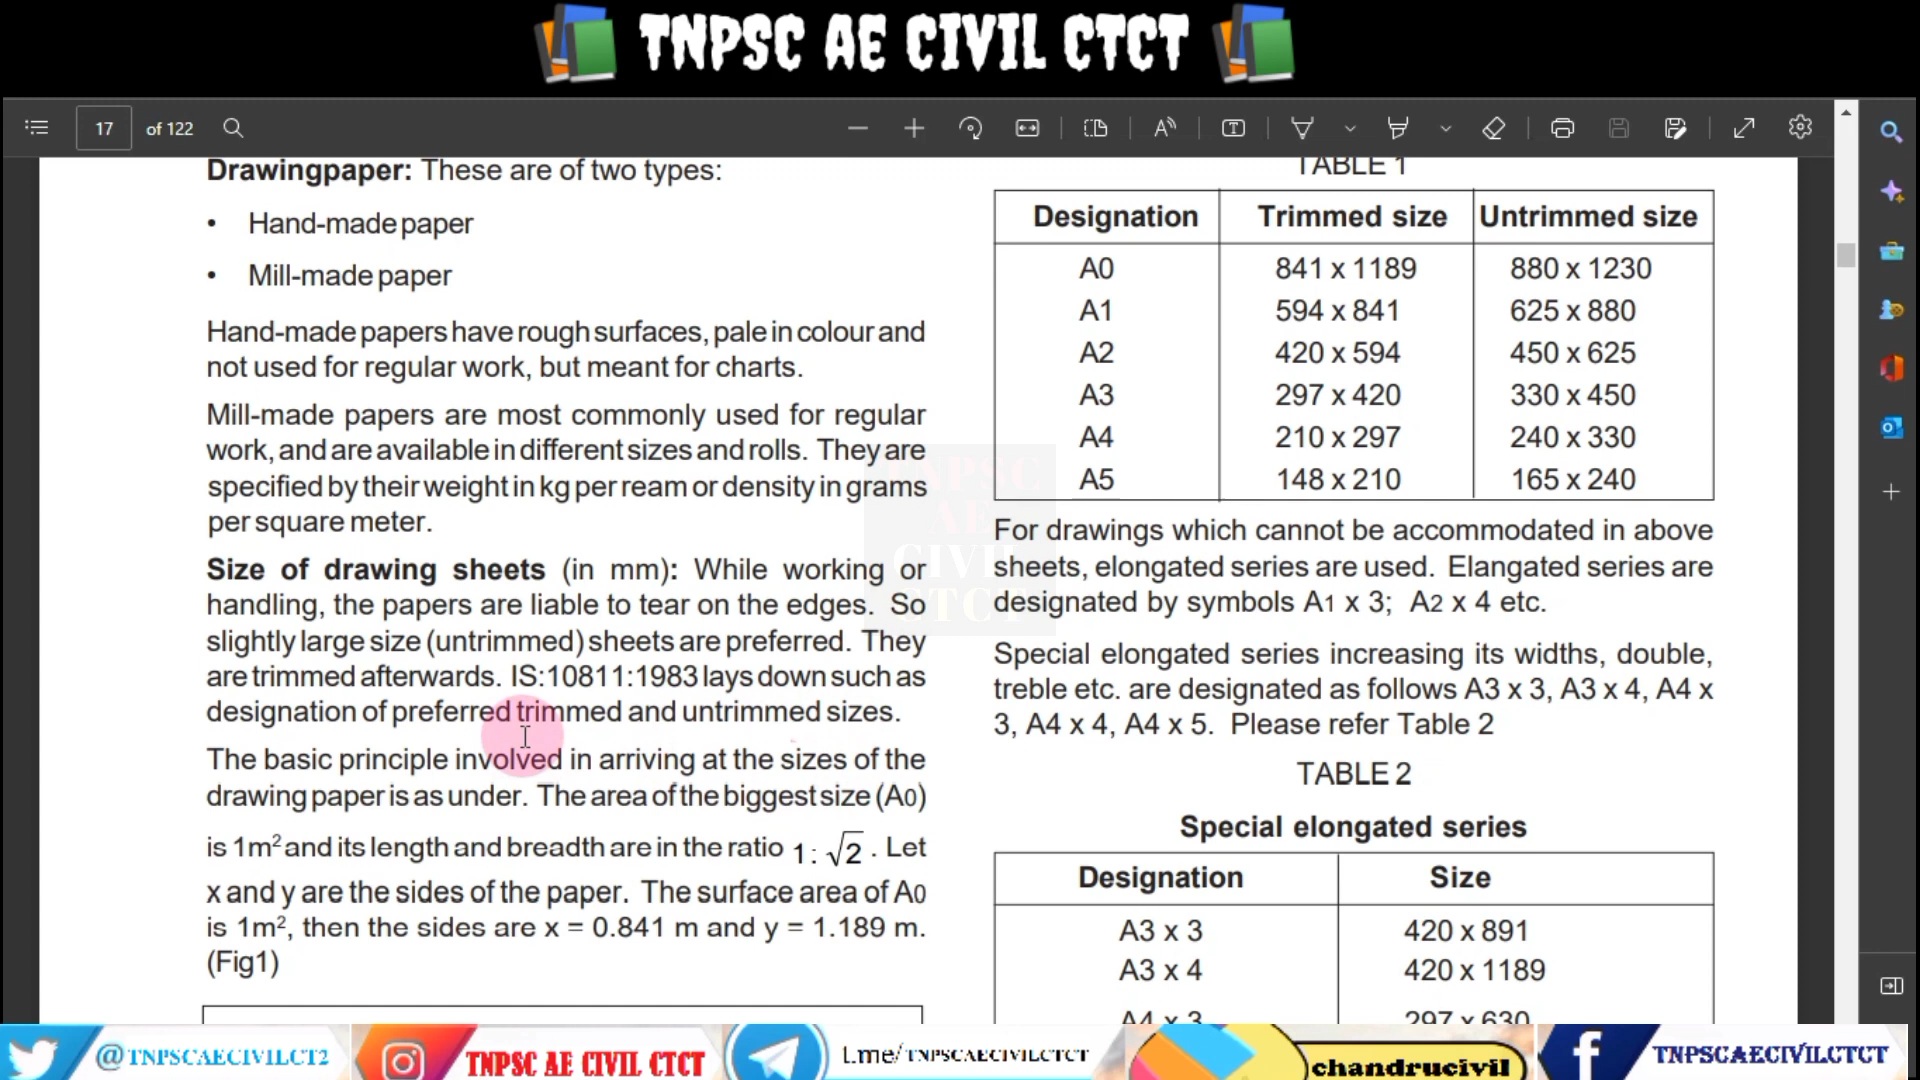 TNPSC AE CIVIL CTCT
17 of 122
Drawingpaper: These are of two types:
• Hand-made paper
• Mill-made paper
Hand-made papers have rough surfaces, pale in colour and
not used for regular work, but meant for charts.
Mill-made papers are most commonly used for regular
work, and are available in different sizes and rolls. They are
specified by their weight in kg per ream or density in grams
per square meter.
Size of drawing sheets (in mm): While working or
handling, the papers are liable to tear on the edges. So
slightly large size (untrimmed) sheets are preferred. They
are trimmed afterwards. IS:10811:1983 lays down such as
designation of preferred trimmed and untrimmed sizes.
The basic principle involved in arriving at the sizes of the
drawing paper is as under. The area of the biggest size (A0)
is 1m² and its length and breadth are in the ratio 1 : √2 . Let
x and y are the sides of the paper. The surface area of A0
is 1m², then the sides are x = 0.841 m and y = 1.189 m.
(Fig1)
TABLE 1
Designation Trimmed size Untrimmed size
A0 841 x 1189 880 x 1230
A1 594 x 841 625 x 880
A2 420 x 594 450 x 625
A3 297 x 420 330 x 450
A4 210 x 297 240 x 330
A5 148 x 210 165 x 240
For drawings which cannot be accommodated in above
sheets, elongated series are used. Elangated series are
designated by symbols A1 x 3; A2 x 4 etc.
Special elongated series increasing its widths, double,
treble etc. are designated as follows A3 x 3, A3 x 4, A4 x
3, A4 x 4, A4 x 5. Please refer Table 2
TABLE 2
Special elongated series
Designation Size
A3 x 3 420 x 891
A3 x 4 420 x 1189
A4 x 3 297 x 630
TNPSC
AE
CIVIL
CTCT
@TNPSCAECIVILCT2
TNPSC AE CIVIL CTCT
t.me/TNPSCAECIVILCTCT
chandrucivil
TNPSCAECIVILCTCT